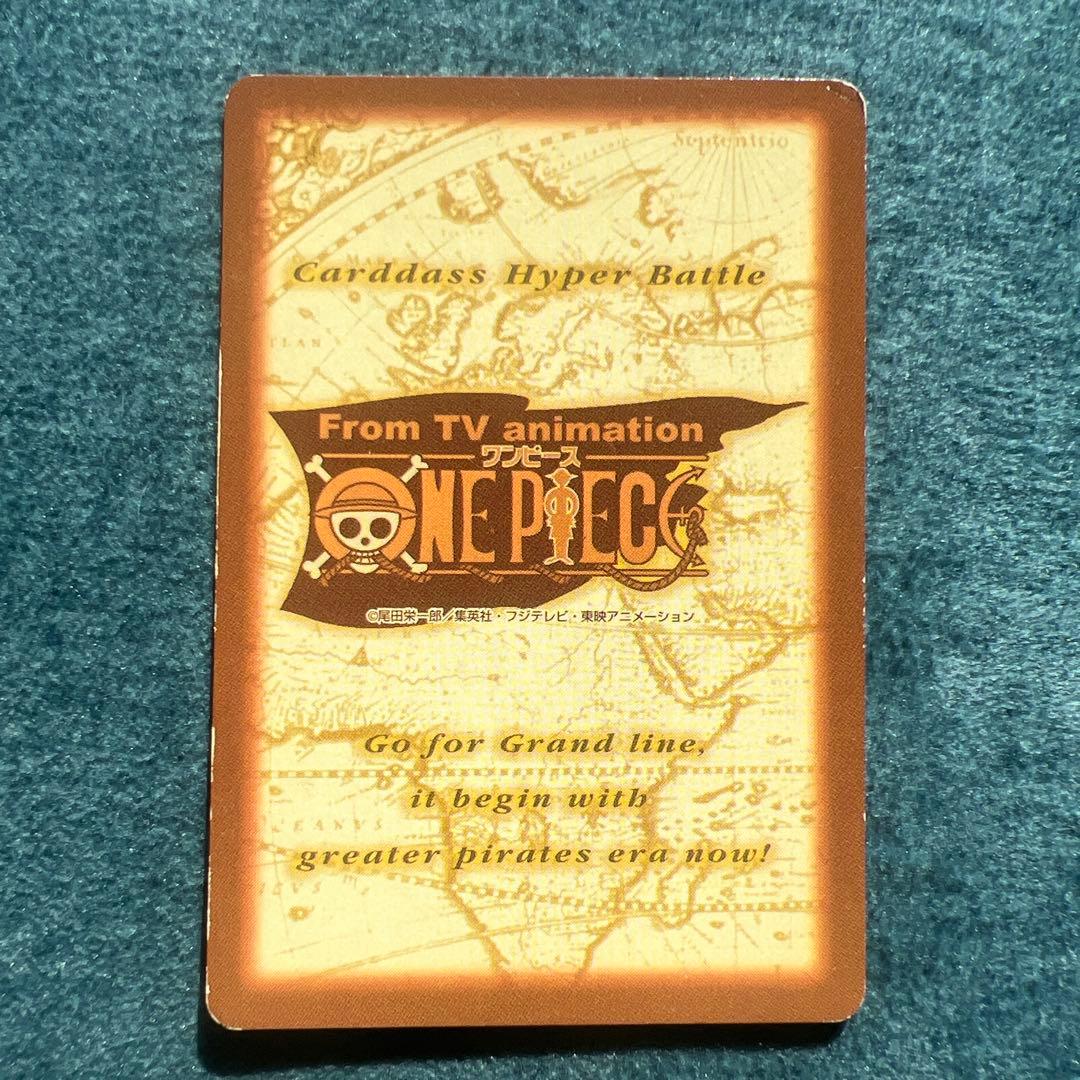 Septentrio
Carddass Hyper Battle
From TV animation
ワンピース
ONE PIECE
©尾田栄一郎/集英社・フジテレビ・東映アニメーション
Go for Grand line,
it begin with
greater pirates era now!